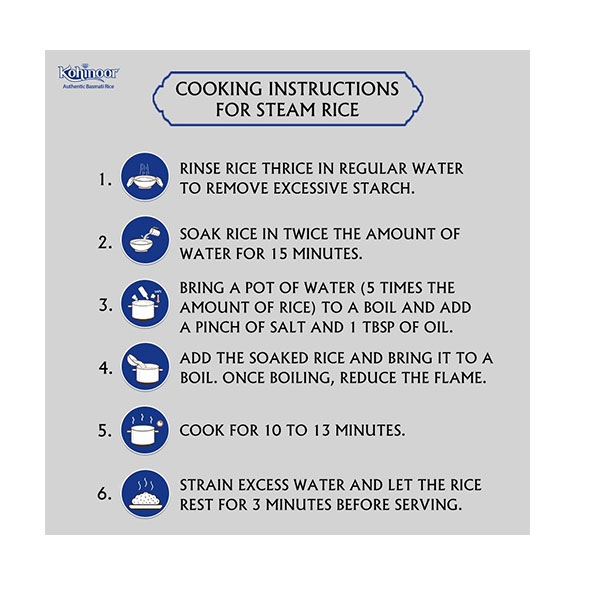 Kohinoor
Authentic Basmati Rice
COOKING INSTRUCTIONS
FOR STEAM RICE
1. RINSE RICE THRICE IN REGULAR WATER
TO REMOVE EXCESSIVE STARCH.
2. SOAK RICE IN TWICE THE AMOUNT OF
WATER FOR 15 MINUTES.
3. BRING A POT OF WATER (5 TIMES THE
AMOUNT OF RICE) TO A BOIL AND ADD
A PINCH OF SALT AND 1 TBSP OF OIL.
4. ADD THE SOAKED RICE AND BRING IT TO A
BOIL. ONCE BOILING, REDUCE THE FLAME.
5. COOK FOR 10 TO 13 MINUTES.
6. STRAIN EXCESS WATER AND LET THE RICE
REST FOR 3 MINUTES BEFORE SERVING.